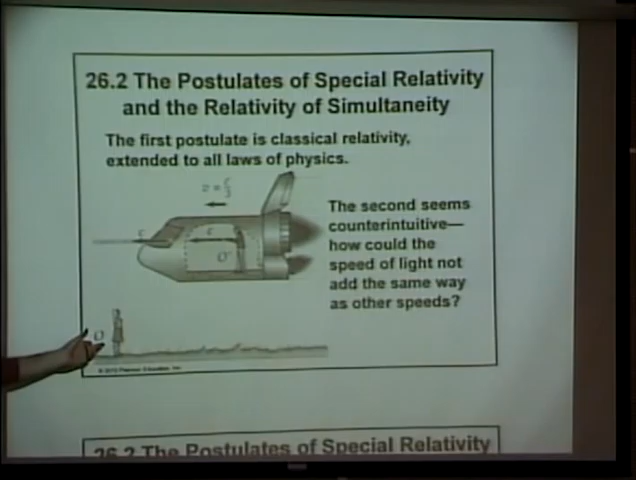 26.2 The Postulates of Special Relativity
and the Relativity of Simultaneity
The first postulate is classical relativity,
extended to all laws of physics.
c
c
O'
The second seems
counterintuitive—
how could the
speed of light not
add the same way
as other speeds?
O
26.2 The Postulates of Special Relativity